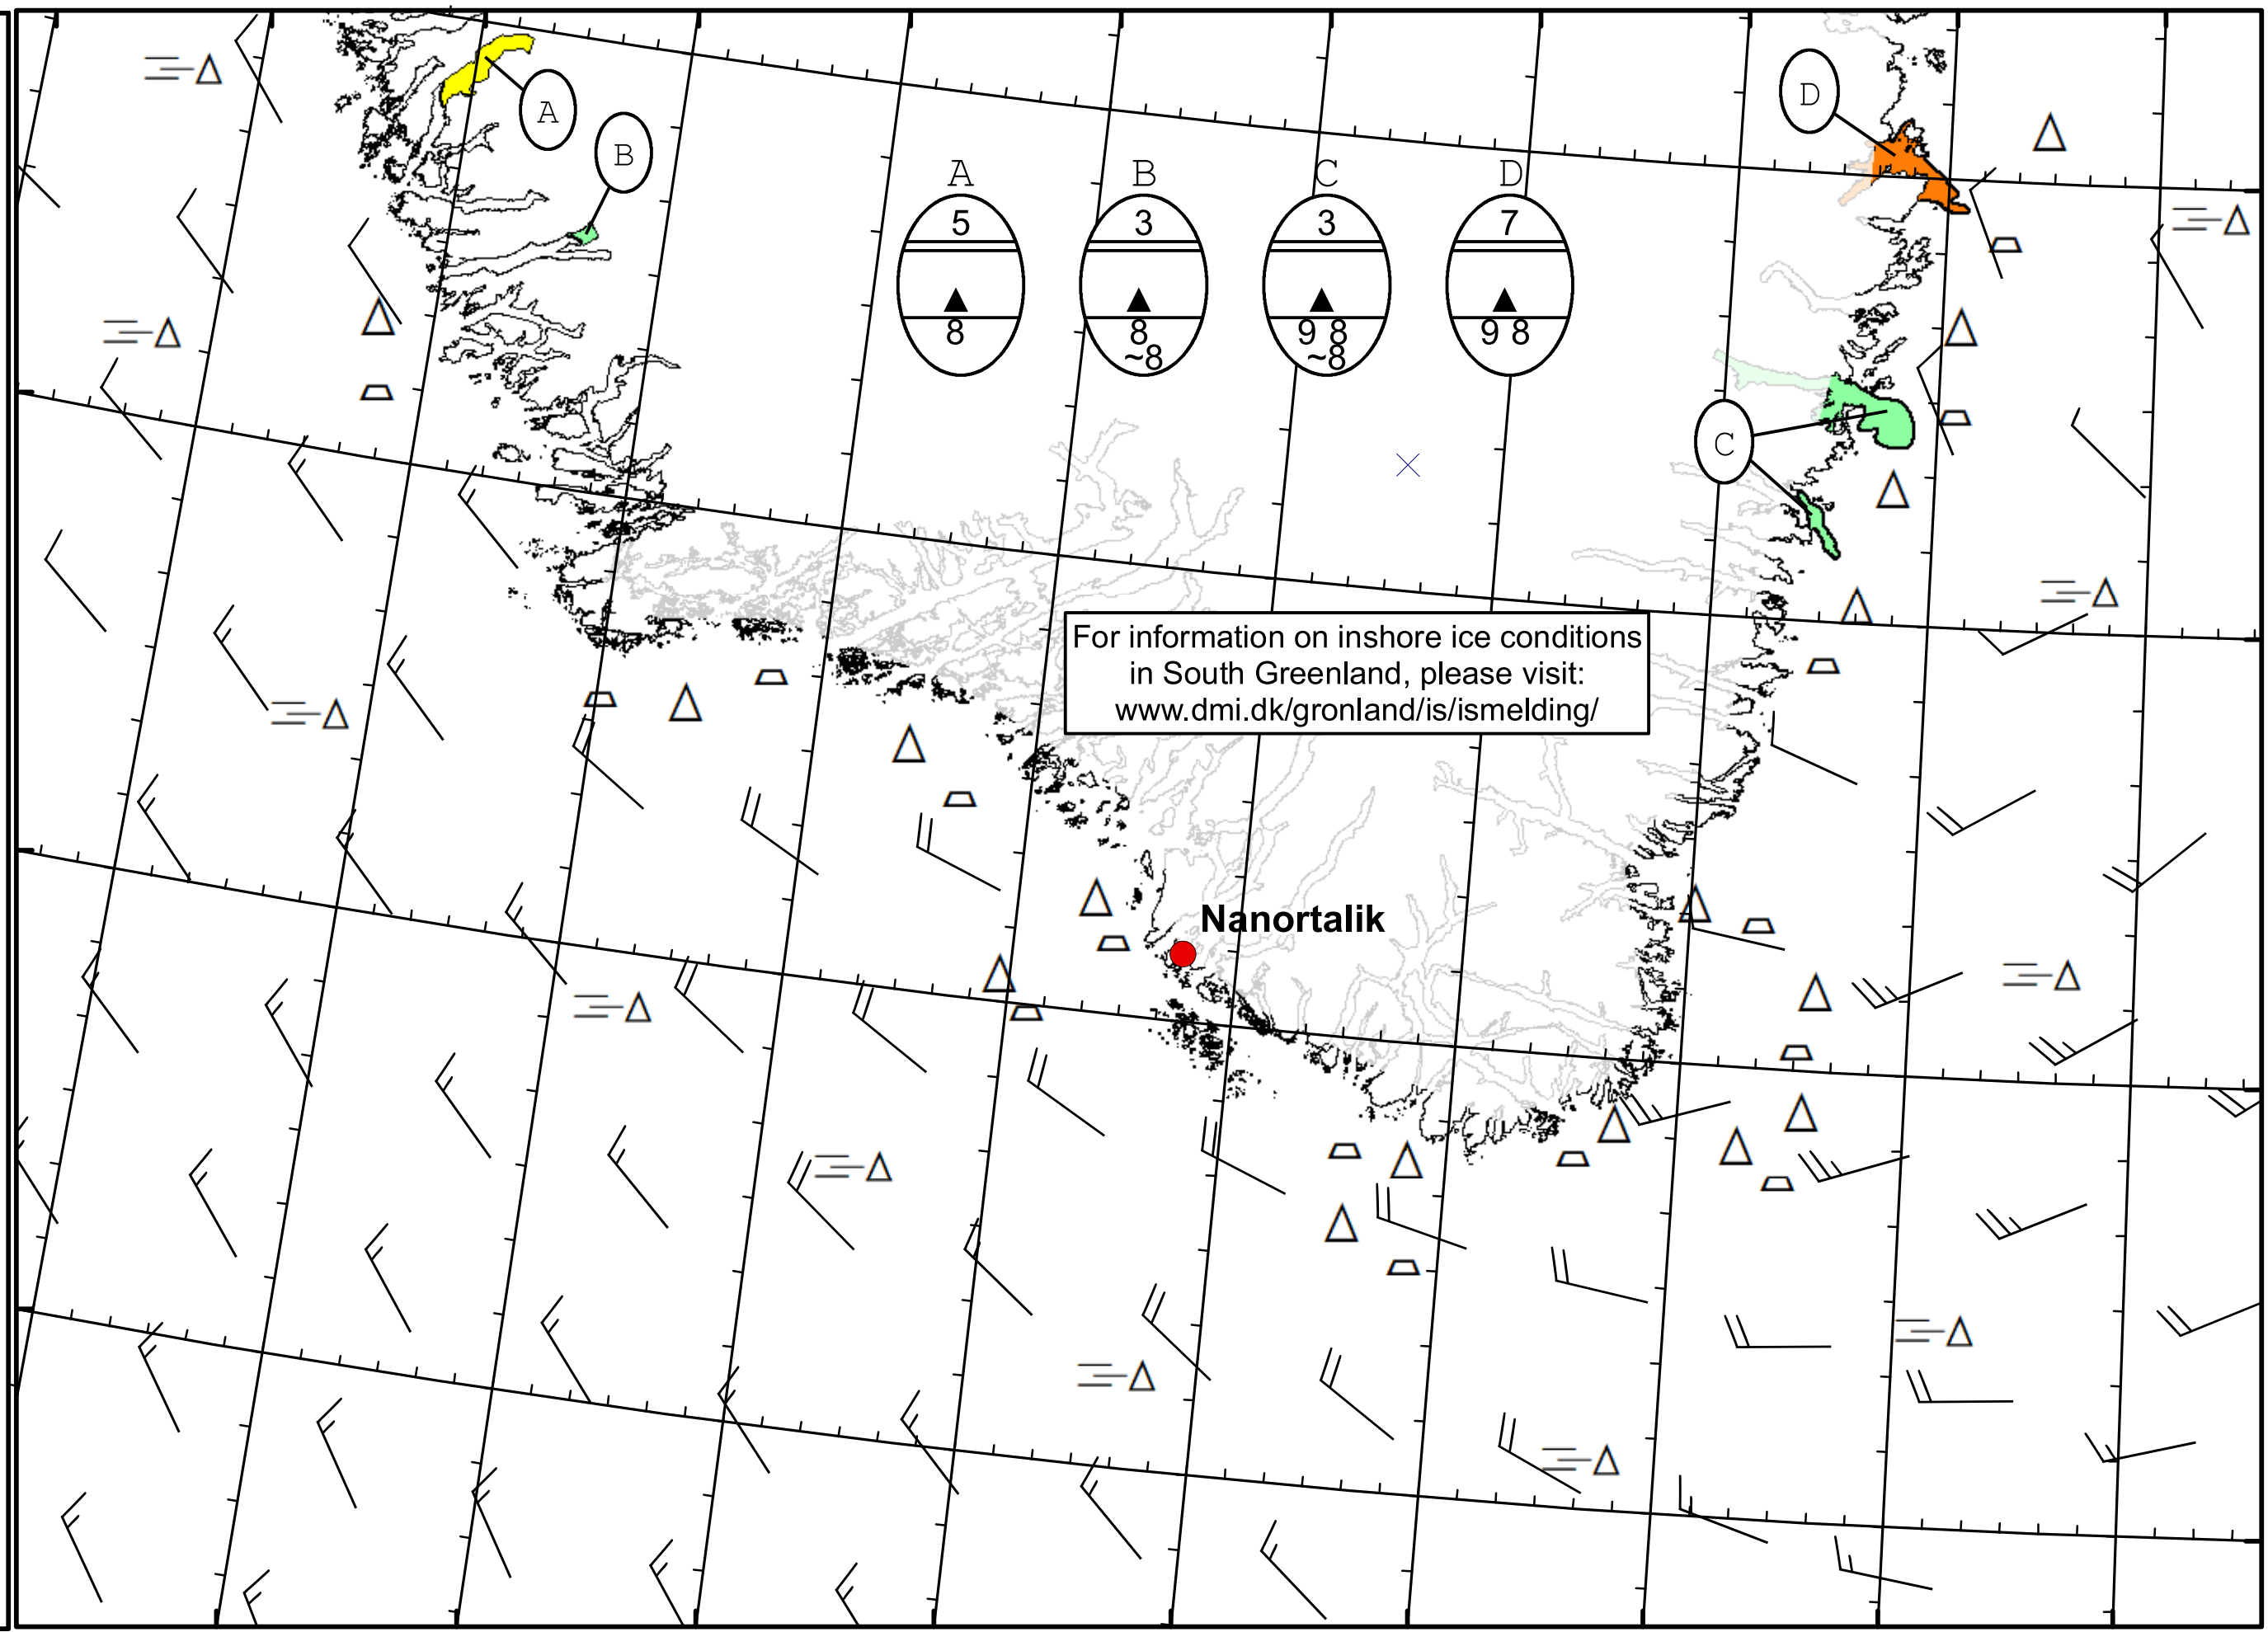 A
B
D
A B C D
5 3 3 7
8 8 9 8 9 8
~8 ~8
C
For information on inshore ice conditions
in South Greenland, please visit:
www.dmi.dk/gronland/is/ismelding/
Nanortalik